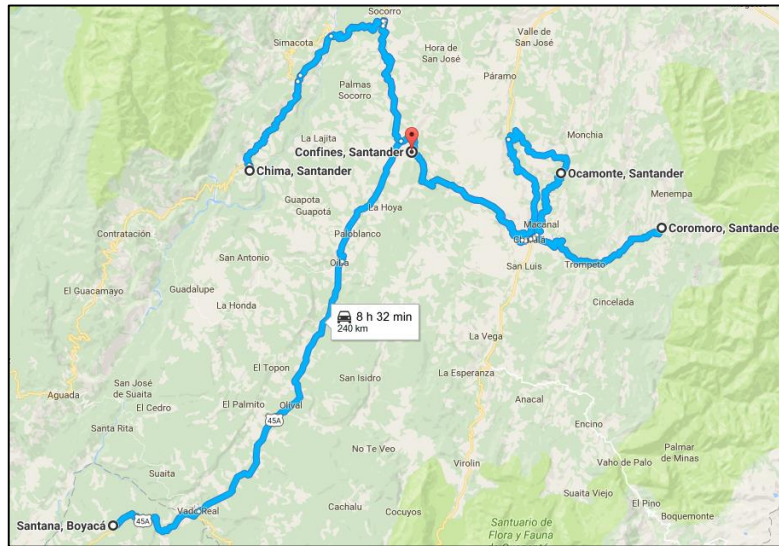 Socorro
Valle de
San José
Simacota
Hora de
San José
Palmas
Socorro
Páramo
La Lajita
Monchia
Confines, Santander
Chima, Santander
Ocamonte, Santander
Menempa
Guapota
Guapotá
La Hoya
Macanal
Coromoro, Santander
Contratación
Paloblanco
San Antonio
San Luis
Trompeto
El Guacamayo
Guadalupe
La Honda
Cincelada
8 h 32 min
240 km
La Vega
El Topon
San Isidro
La Esperanza
San José
de Suaita
Aguada
El Palmito
Olival
Anacal
El Cedro
45A
Santa Rita
Encino
No Te Veo
Palmar
de Minas
Virolin
Vaho de Palo
Suaita
Suaita Viejo
Cachalu
Cocuyos
El Pino
Vado Real
Boquemonte
Santana, Boyacá
45A
Santuario de
Flora y Fauna